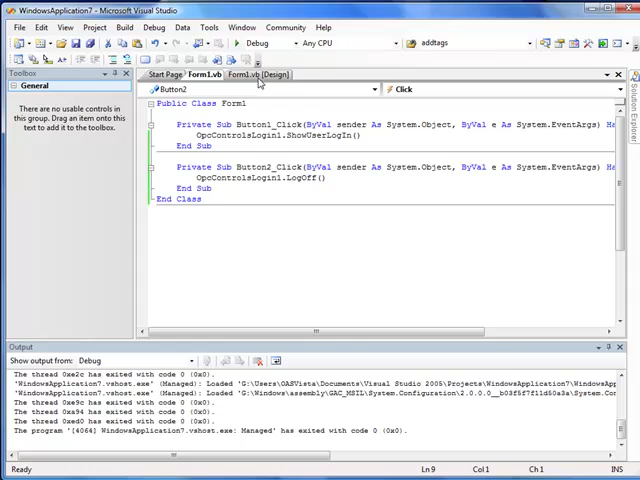 WindowsApplication7 - Microsoft Visual Studio
File Edit View Project Build Debug Data Tools Window Community Help
Debug Any CPU addtags
Toolbox
Start Page Form1.vb Form1.vb [Design]
General
Button2 Click
There are no usable controls in
this group. Drag an item onto this
text to add it to the toolbox.
Public Class Form1
Private Sub Button1_Click(ByVal sender As System.Object, ByVal e As System.EventArgs) Ha
OpcControlsLogin1.ShowUserLogIn()
End Sub
Private Sub Button2_Click(ByVal sender As System.Object, ByVal e As System.EventArgs) Ha
OpcControlsLogin1.LogOff()
End Sub
End Class
Solution Explorer
Output
Show output from: Debug
The thread 0xe2c has exited with code 0 (0x0).
'WindowsApplication7.vshost.exe' (Managed): Loaded 'G:\Users\OASVista\Documents\Visual Studio 2005\Projects\WindowsApplication7\WindowsApp
'WindowsApplication7.vshost.exe' (Managed): Loaded 'G:\Windows\assembly\GAC_MSIL\System.Configuration\2.0.0.0__b03f5f7f11d50a3a\System.Con
The thread 0xe9c has exited with code 0 (0x0).
The thread 0xa94 has exited with code 0 (0x0).
The thread 0xed0 has exited with code 0 (0x0).
The program '[4064] WindowsApplication7.vshost.exe: Managed' has exited with code 0 (0x0).
Ready Ln 9 Col 1 Ch 1